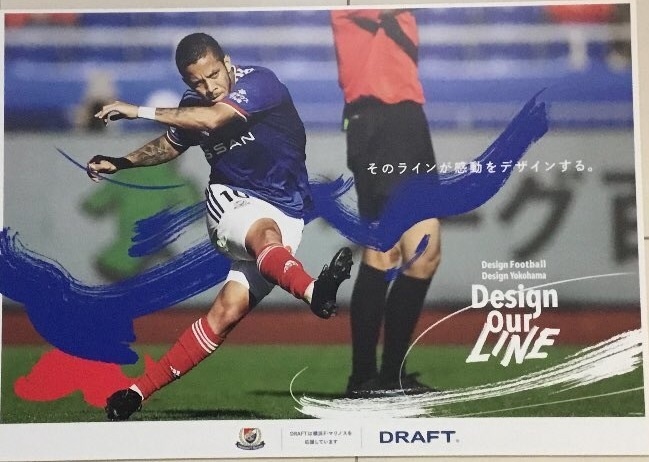 NISSAN
10
そのラインが感動をデザインする。
Design Football
Design Yokohama
Design
Our
LINE
DRAFTは横浜F・マリノスを
応援しています
DRAFT